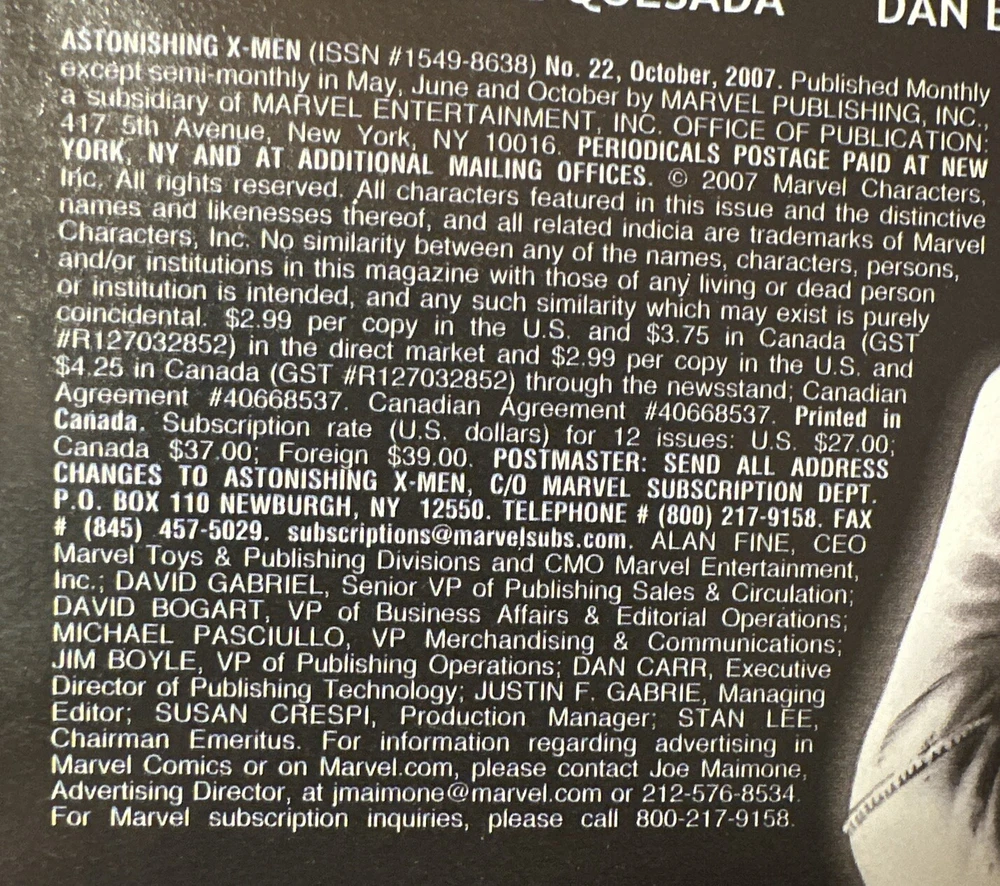 QUESADA DAN
ASTONISHING X-MEN (ISSN #1549-8638) No. 22, October, 2007. Published Monthly
except semi-monthly in May, June and October by MARVEL PUBLISHING, INC.,
a subsidiary of MARVEL ENTERTAINMENT, INC. OFFICE OF PUBLICATION:
417 5th Avenue, New York, NY 10016. PERIODICALS POSTAGE PAID AT NEW
YORK, NY AND AT ADDITIONAL MAILING OFFICES. © 2007 Marvel Characters,
Inc. All rights reserved. All characters featured in this issue and the distinctive
names and likenesses thereof, and all related indicia are trademarks of Marvel
Characters, Inc. No similarity between any of the names, characters, persons,
and/or institutions in this magazine with those of any living or dead person
or institution is intended, and any such similarity which may exist is purely
coincidental. $2.99 per copy in the U.S. and $3.75 in Canada (GST
#R127032852) in the direct market and $2.99 per copy in the U.S. and
$4.25 in Canada (GST #R127032852) through the newsstand; Canadian
Agreement #40668537. Canadian Agreement #40668537. Printed in
Canada. Subscription rate (U.S. dollars) for 12 issues: U.S. $27.00;
Canada $37.00; Foreign $39.00. POSTMASTER: SEND ALL ADDRESS
CHANGES TO ASTONISHING X-MEN, C/O MARVEL SUBSCRIPTION DEPT.
P.O. BOX 110 NEWBURGH, NY 12550. TELEPHONE # (800) 217-9158. FAX
# (845) 457-5029. subscriptions@marvelsubs.com. ALAN FINE, CEO
Marvel Toys & Publishing Divisions and CMO Marvel Entertainment,
Inc.; DAVID GABRIEL, Senior VP of Publishing Sales & Circulation;
DAVID BOGART, VP of Business Affairs & Editorial Operations;
MICHAEL PASCIULLO, VP Merchandising & Communications;
JIM BOYLE, VP of Publishing Operations; DAN CARR, Executive
Director of Publishing Technology; JUSTIN F. GABRIE, Managing
Editor; SUSAN CRESPI, Production Manager; STAN LEE,
Chairman Emeritus. For information regarding advertising in
Marvel Comics or on Marvel.com, please contact Joe Maimone,
Advertising Director, at jmaimone@marvel.com or 212-576-8534.
For Marvel subscription inquiries, please call 800-217-9158.